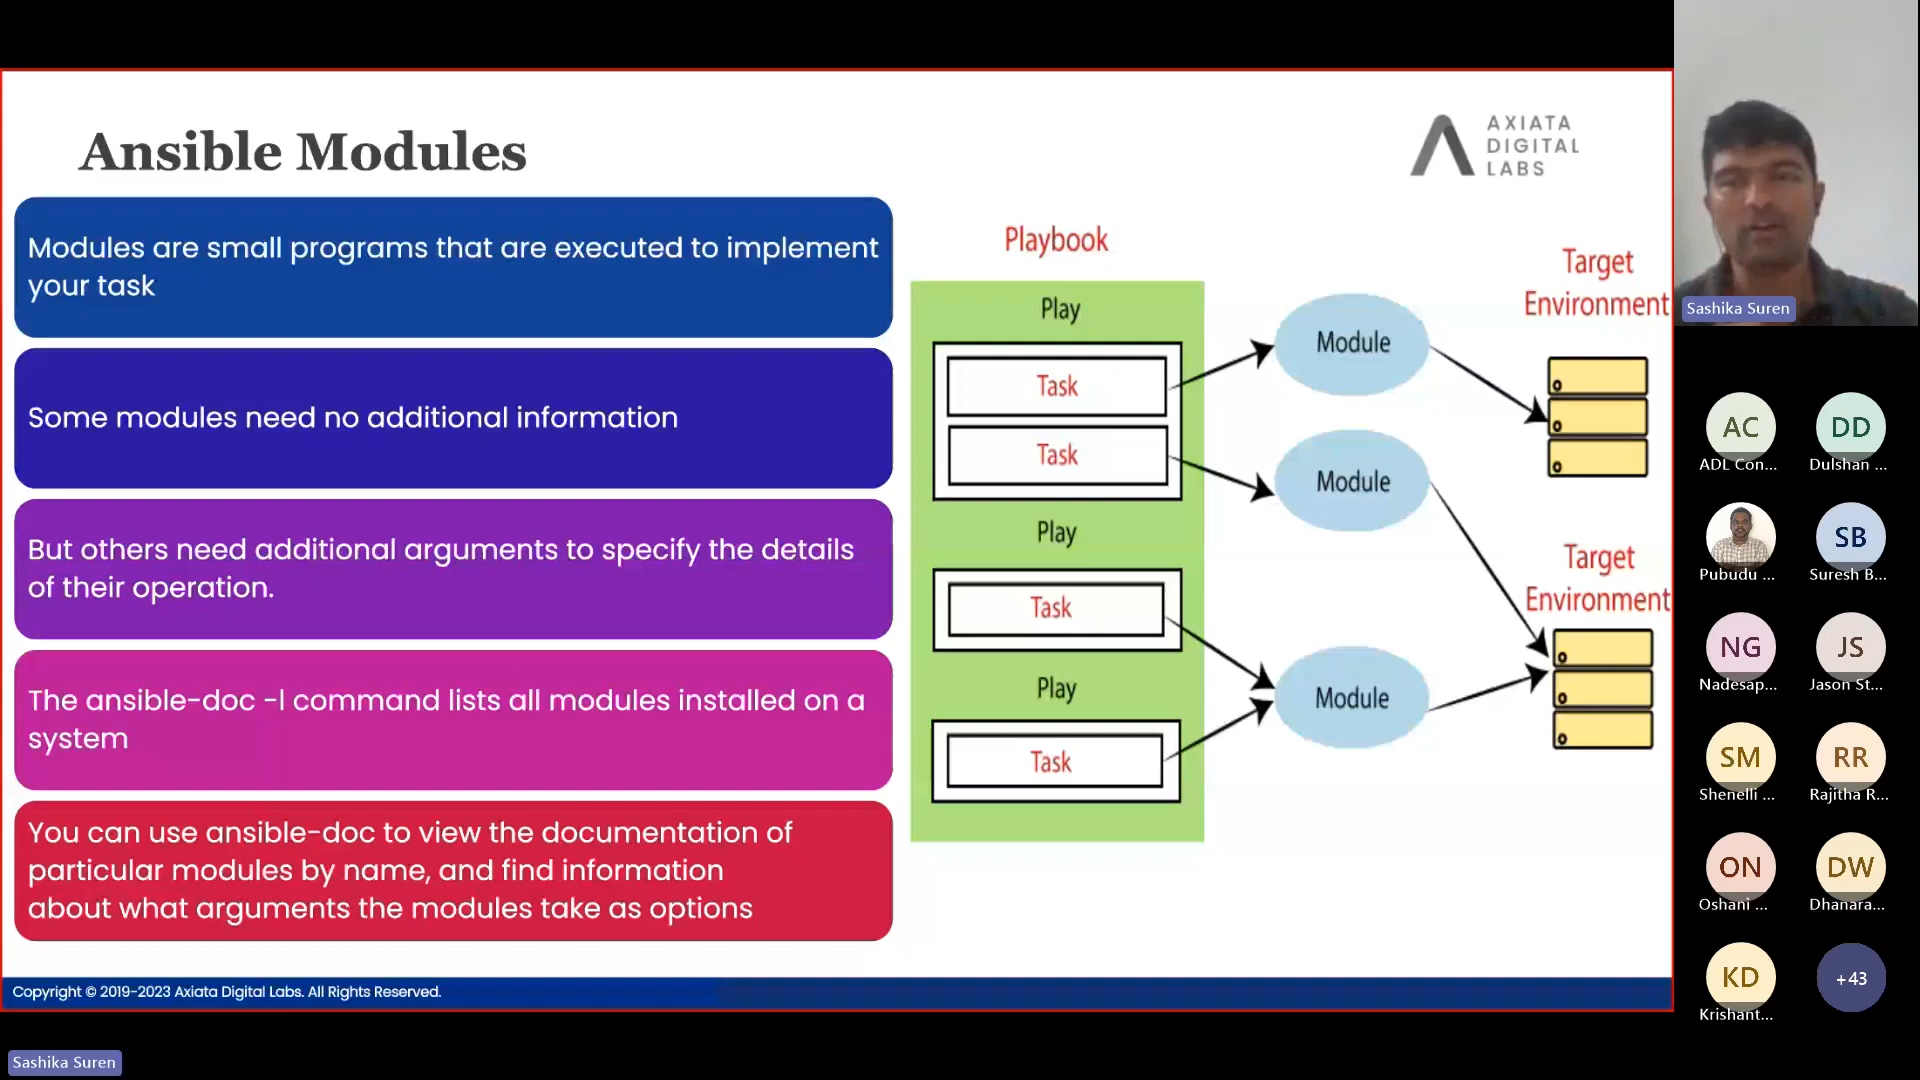 Ansible Modules
AXIATA
DIGITAL
LABS
Modules are small programs that are executed to implement
your task
Some modules need no additional information
But others need additional arguments to specify the details
of their operation.
The ansible-doc -l command lists all modules installed on a
system
You can use ansible-doc to view the documentation of
particular modules by name, and find information
about what arguments the modules take as options
Playbook
Play
Task
Task
Play
Task
Play
Task
Module
Module
Module
Target
Environment
Target
Environment
Copyright © 2019-2023 Axiata Digital Labs. All Rights Reserved.
Sashika Suren
Sashika Suren
AC
ADL Con...
DD
Dulshan ...
Pubudu ...
SB
Suresh B...
NG
Nadesap...
JS
Jason St...
SM
Shenelli ...
RR
Rajitha R...
ON
Oshani ...
DW
Dhanara...
KD
Krishant...
+43